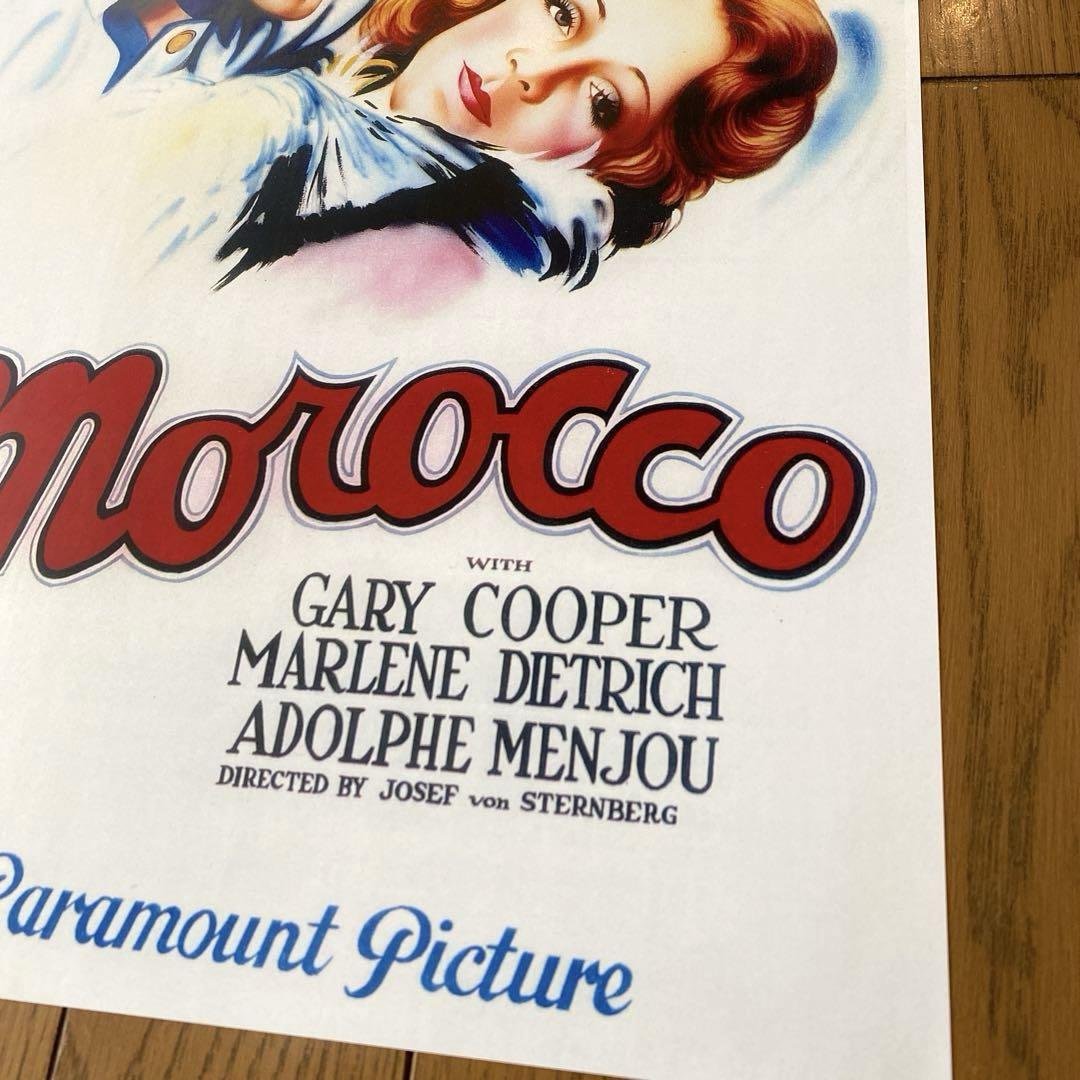 Morocco
WITH
GARY COOPER
MARLENE DIETRICH
ADOLPHE MENJOU
DIRECTED BY JOSEF von STERNBERG
Paramount Picture